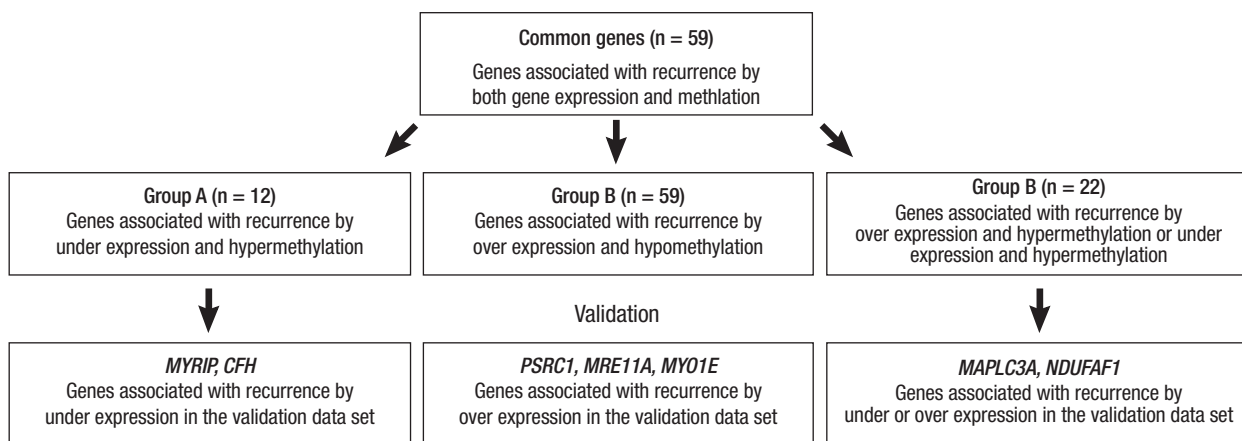 Common genes (n = 59)
Genes associated with recurrence by
both gene expression and methlation
Group A (n = 12)
Genes associated with recurrence by
under expression and hypermethylation
Group B (n = 59)
Genes associated with recurrence by
over expression and hypomethylation
Group B (n = 22)
Genes associated with recurrence by
over expression and hypermethylation or under
expression and hypermethylation
Validation
MYRIP, CFH
Genes associated with recurrence by
under expression in the validation data set
PSRC1, MRE11A, MYO1E
Genes associated with recurrence by
over expression in the validation data set
MAPLC3A, NDUFAF1
Genes associated with recurrence by
under or over expression in the validation data set